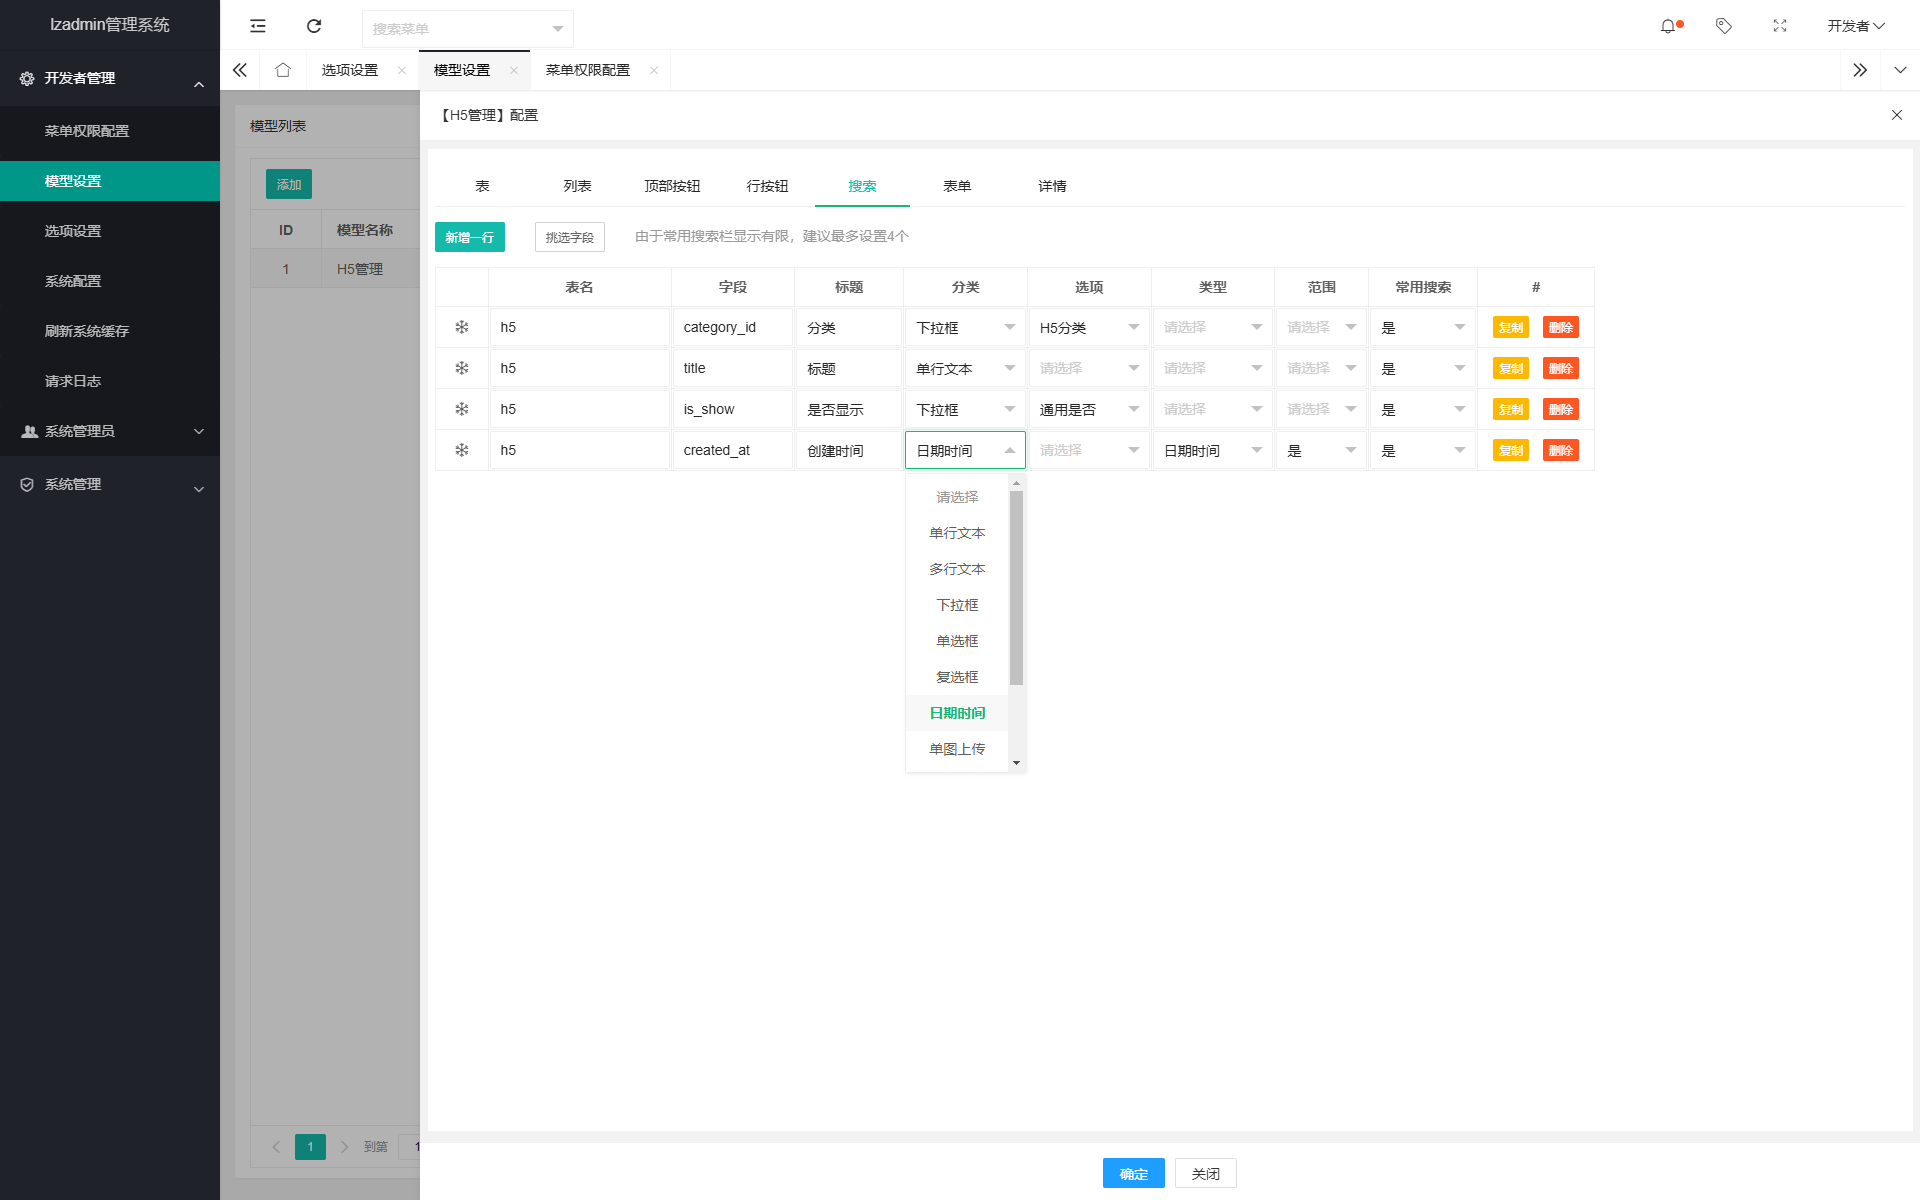 lzadmin管理系统
搜索菜单
开发者
选项设置
模型设置
菜单权限配置
开发者管理
菜单权限配置
模型设置
选项设置
系统配置
刷新系统缓存
请求日志
系统管理员
系统管理
模型列表
添加
ID 模型名称
1 H5管理
1 到第 1
【H5管理】配置
表 列表 顶部按钮 行按钮 搜索 表单 详情
新增一行 挑选字段 由于常用搜索栏显示有限，建议最多设置4个
表名 字段 标题 分类 选项 类型 范围 常用搜索 #
h5 category_id 分类 下拉框 H5分类 请选择 请选择 是 复制 删除
h5 title 标题 单行文本 请选择 请选择 请选择 是 复制 删除
h5 is_show 是否显示 下拉框 通用是否 请选择 请选择 是 复制 删除
h5 created_at 创建时间 日期时间 请选择 日期时间 是 是 复制 删除
请选择
单行文本
多行文本
下拉框
单选框
复选框
日期时间
单图上传
确定 关闭